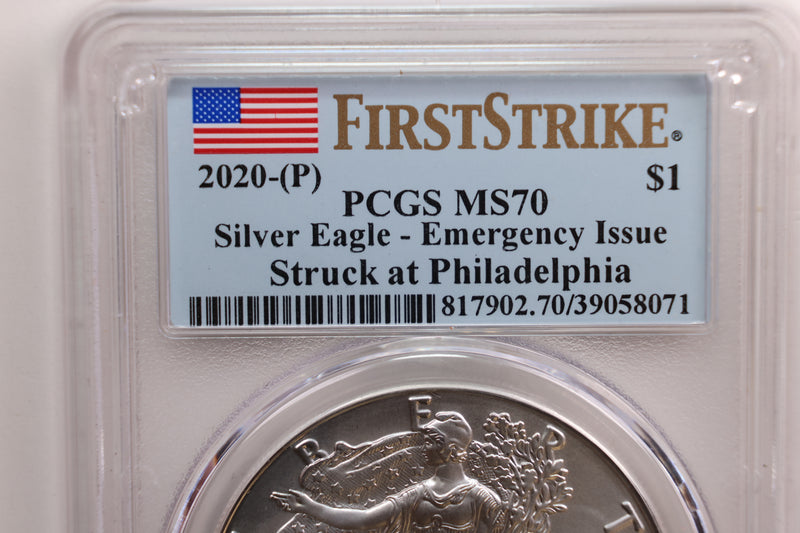 FIRSTSTRIKE®
2020-(P) $1
PCGS MS70
Silver Eagle - Emergency Issue
Struck at Philadelphia
817902.70/39058071
B E R T